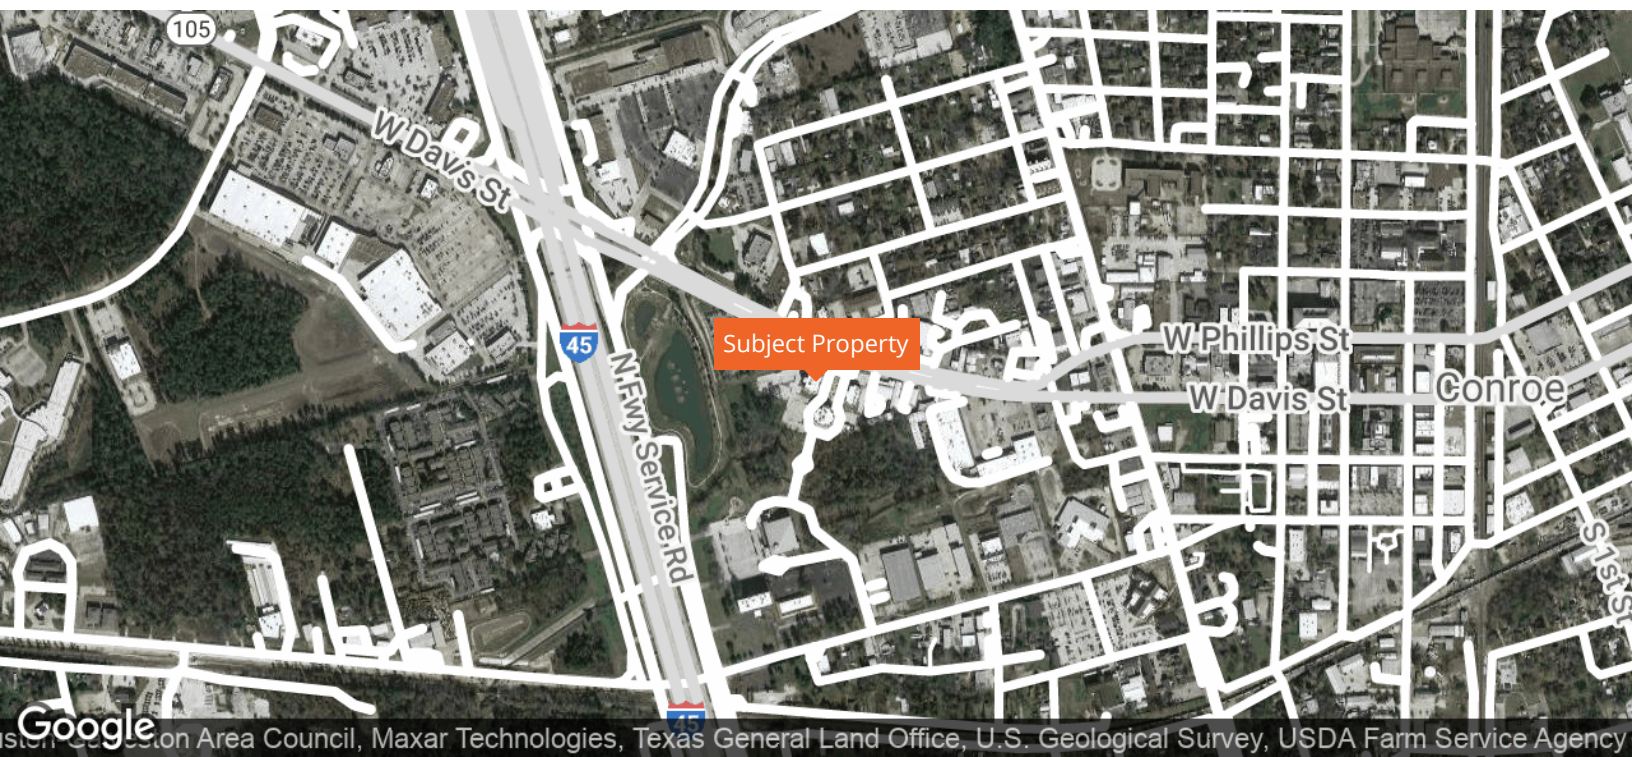 105
W Davis St
45
N Fwy Service Rd
Subject Property
W Phillips St
W Davis St
Conroe
S 1st St
45
Google
Area Council, Maxar Technologies, Texas General Land Office, U.S. Geological Survey, USDA Farm Service Agency